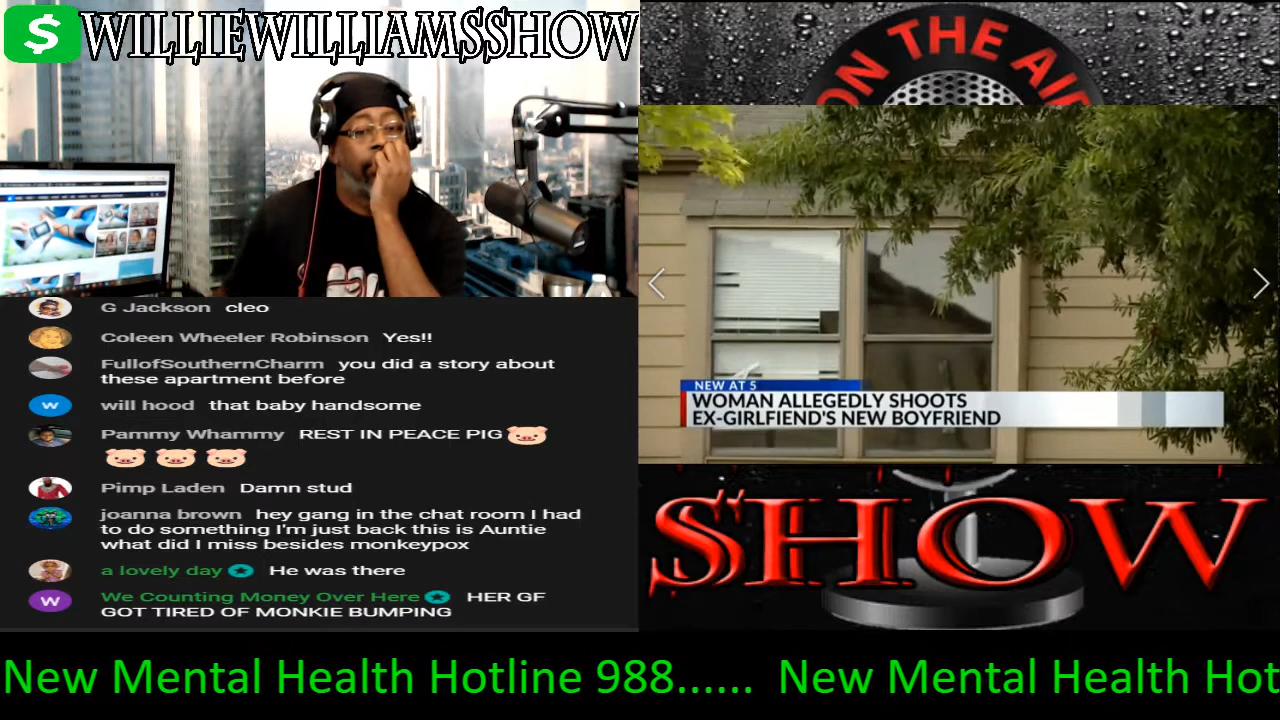 $ WILLIEWILLIAMSSHOW
ON THE AIR
G Jackson cleo
Coleen Wheeler Robinson Yes!!
FullofSouthernCharm you did a story about
these apartment before
w will hood that baby handsome
Pammy Whammy REST IN PEACE PIG🐷
🐷 🐷 🐷
Pimp Laden Damn stud
joanna brown hey gang in the chat room I had
to do something I'm just back this is Auntie
what did I miss besides monkeypox
a lovely day He was there
W We Counting Money Over Here HER GF
GOT TIRED OF MONKIE BUMPING
NEW AT 5
WOMAN ALLEGEDLY SHOOTS
EX-GIRLFIEND'S NEW BOYFRIEND
SHOW
New Mental Health Hotline 988...... New Mental Health Hot